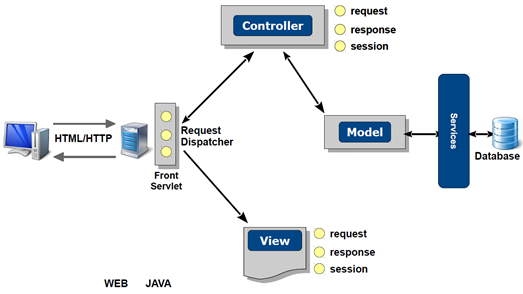 Controller
request
response
session
HTML/HTTP
Request
Dispatcher
Front
Servlet
Model
Services
Database
View
request
response
session
WEB JAVA